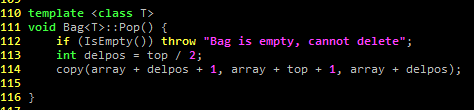 110 template <class T>
111 void Bag<T>::Pop() {
112     if (IsEmpty()) throw "Bag is empty, cannot delete";
113     int delpos = top / 2;
114     copy(array + delpos + 1, array + top + 1, array + delpos);
115
116 }
117